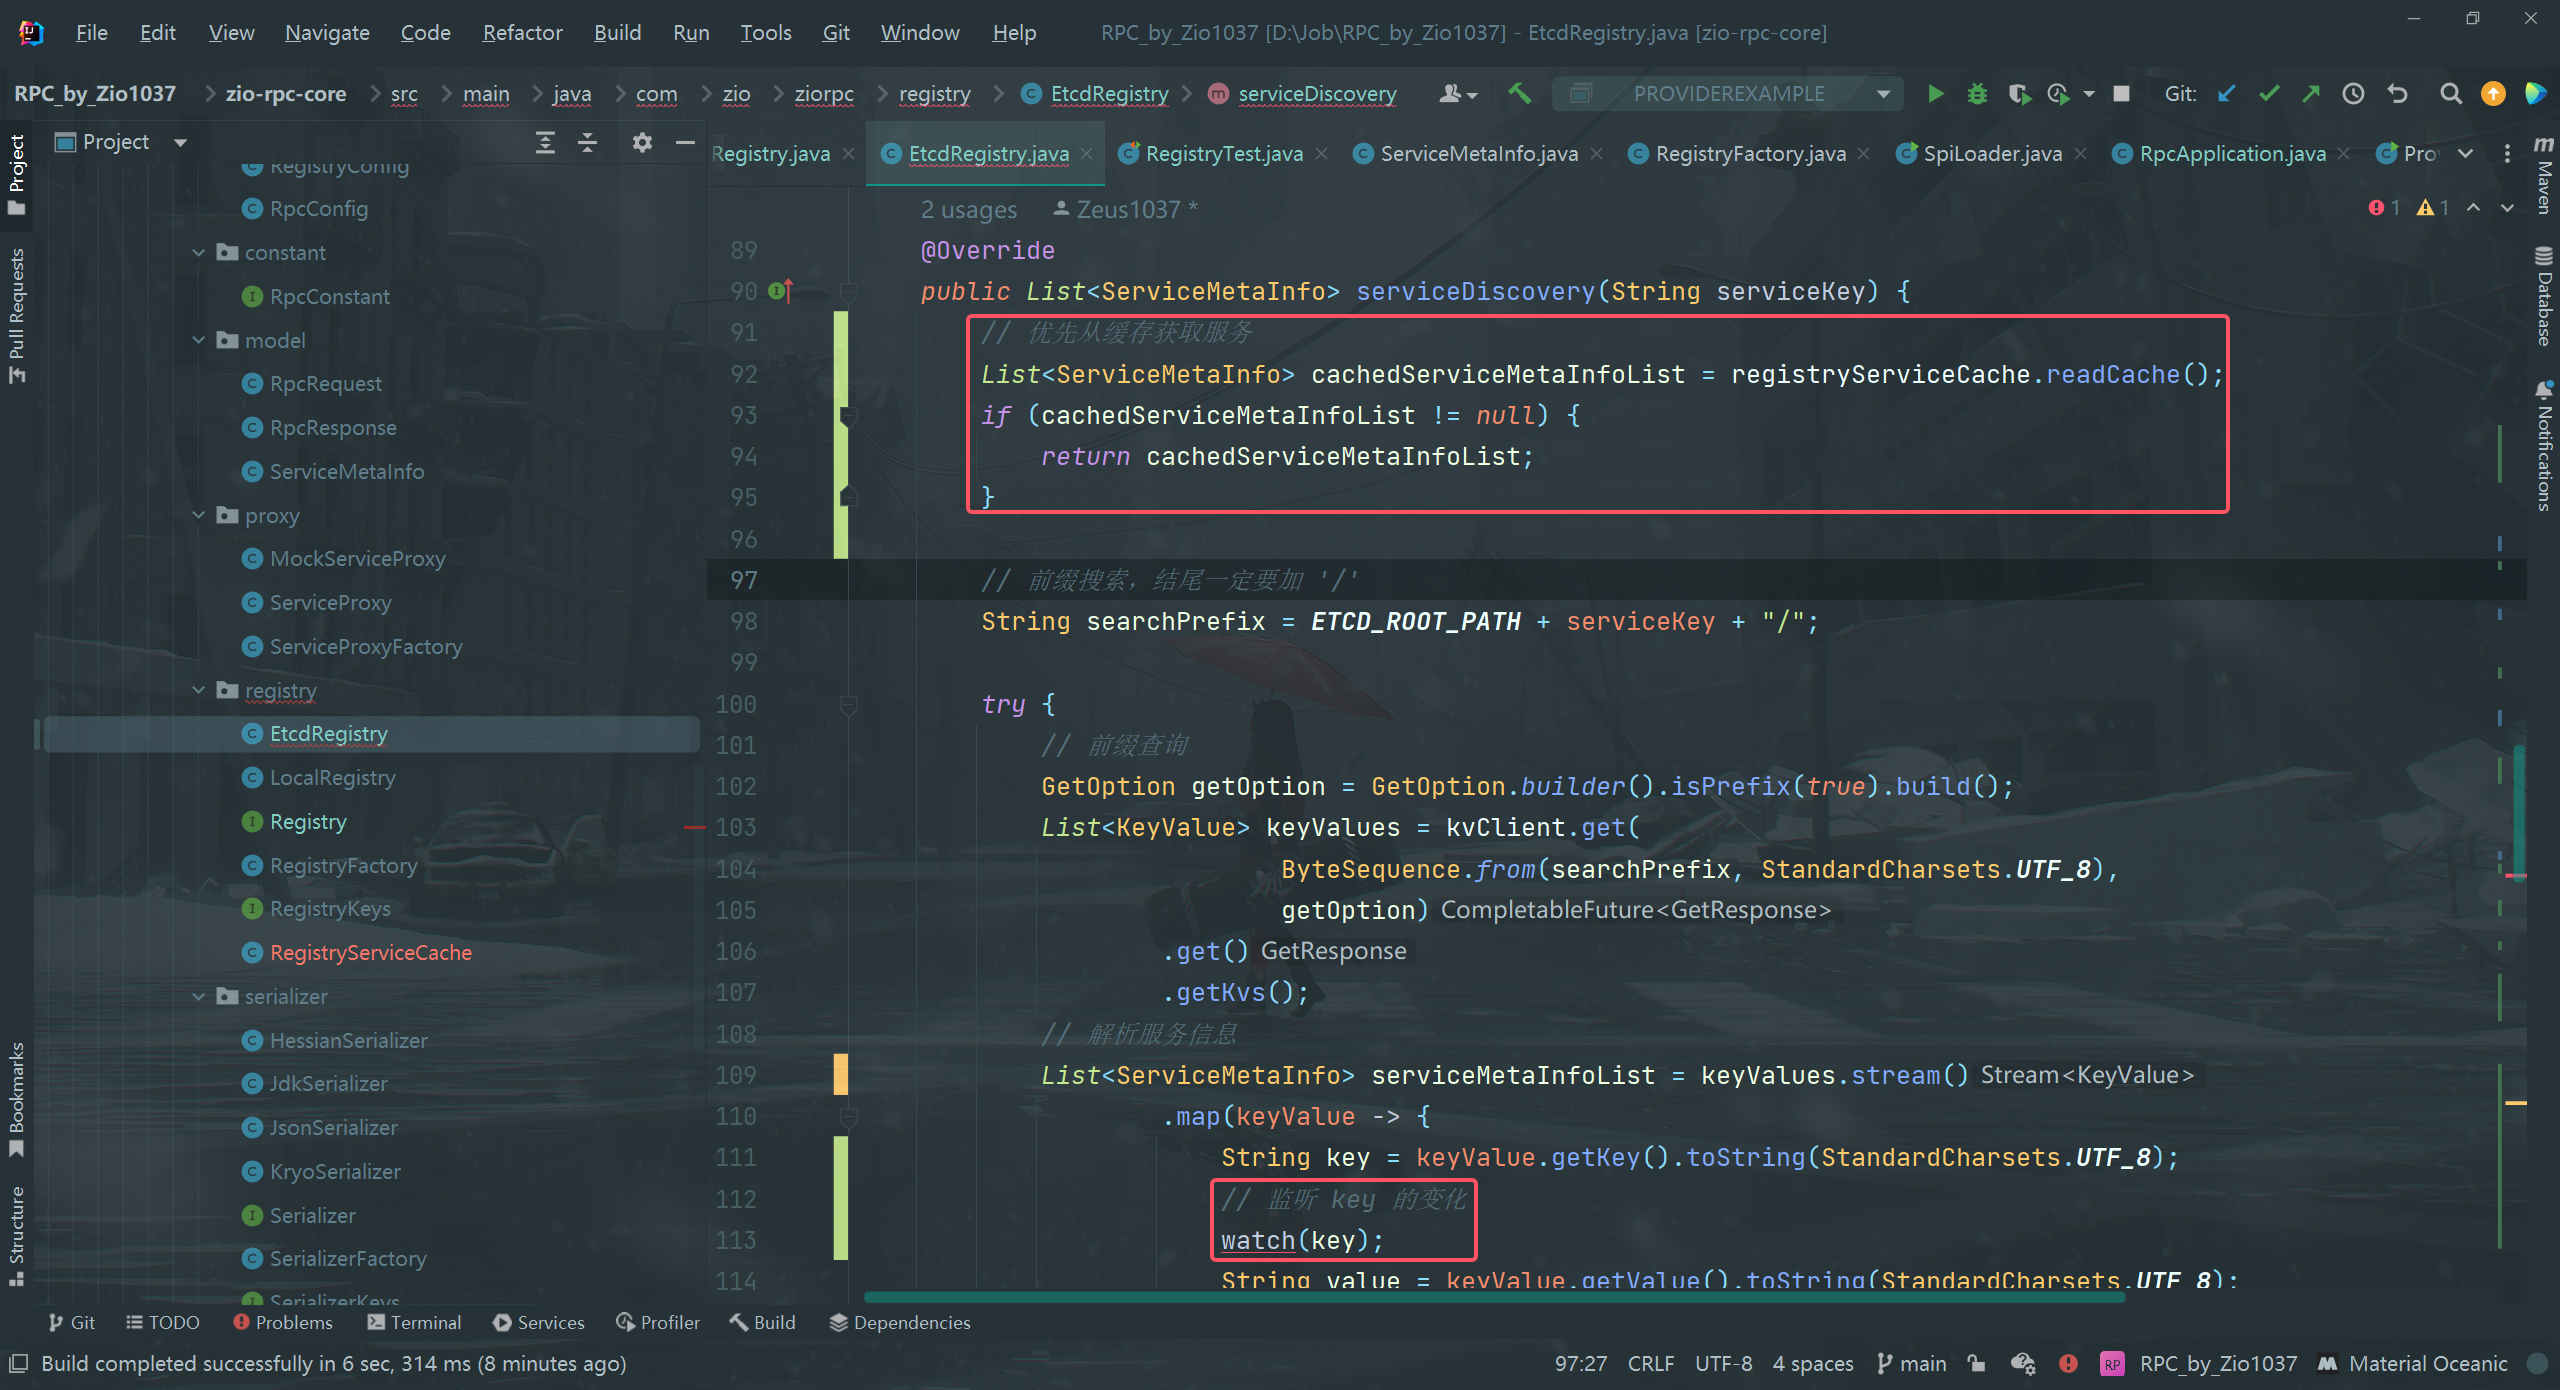 File Edit View Navigate Code Refactor Build Run Tools Git Window Help RPC_by_Zio1037 [D:\Job\RPC_by_Zio1037] - EtcdRegistry.java [zio-rpc-core]
RPC_by_Zio1037 zio-rpc-core src main java com zio ziorpc registry EtcdRegistry serviceDiscovery PROVIDEREXAMPLE Git:
Project
Registry.java EtcdRegistry.java RegistryTest.java ServiceMetaInfo.java RegistryFactory.java SpiLoader.java RpcApplication.java Pro
Project
Pull Requests
Bookmarks
Structure
RegistryConfig
RpcConfig
constant
RpcConstant
model
RpcRequest
RpcResponse
ServiceMetaInfo
proxy
MockServiceProxy
ServiceProxy
ServiceProxyFactory
registry
EtcdRegistry
LocalRegistry
Registry
RegistryFactory
RegistryKeys
RegistryServiceCache
serializer
HessianSerializer
JdkSerializer
JsonSerializer
KryoSerializer
Serializer
SerializerFactory
SerializerKeys
2 usages Zeus1037 *
1 1
89 @Override
90 public List<ServiceMetaInfo> serviceDiscovery(String serviceKey) {
91 // 优先从缓存获取服务
92 List<ServiceMetaInfo> cachedServiceMetaInfoList = registryServiceCache.readCache();
93 if (cachedServiceMetaInfoList != null) {
94 return cachedServiceMetaInfoList;
95 }
96
97 // 前缀搜索，结尾一定要加 '/'
98 String searchPrefix = ETCD_ROOT_PATH + serviceKey + "/";
99
100 try {
101 // 前缀查询
102 GetOption getOption = GetOption.builder().isPrefix(true).build();
103 List<KeyValue> keyValues = kvClient.get(
104 ByteSequence.from(searchPrefix, StandardCharsets.UTF_8),
105 getOption) CompletableFuture<GetResponse>
106 .get() GetResponse
107 .getKvs();
108 // 解析服务信息
109 List<ServiceMetaInfo> serviceMetaInfoList = keyValues.stream() Stream<KeyValue>
110 .map(keyValue -> {
111 String key = keyValue.getKey().toString(StandardCharsets.UTF_8);
112 // 监听 key 的变化
113 watch(key);
114 String value = keyValue.getValue().toString(StandardCharsets.UTF_8);
Maven
Database
Notifications
Git TODO Problems Terminal Services Profiler Build Dependencies
Build completed successfully in 6 sec, 314 ms (8 minutes ago) 97:27 CRLF UTF-8 4 spaces main RP RPC_by_Zio1037 Material Oceanic